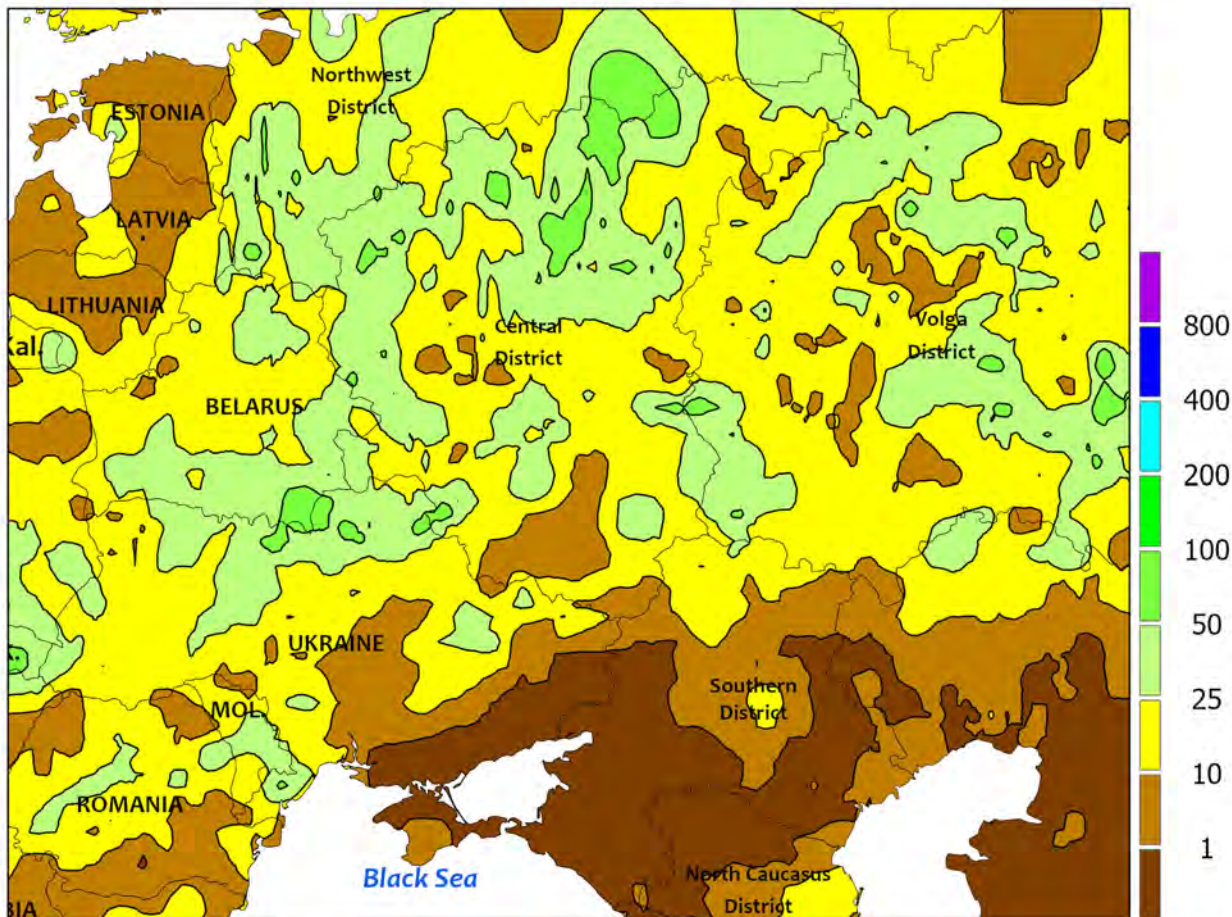 Northwest
District
ESTONIA
LATVIA
LITHUANIA
Kal.
Central
District
Volga
District
BELARUS
UKRAINE
MOL.
Southern
District
ROMANIA
Black Sea
North Caucasus
District
BIA
800
400
200
100
50
25
10
1